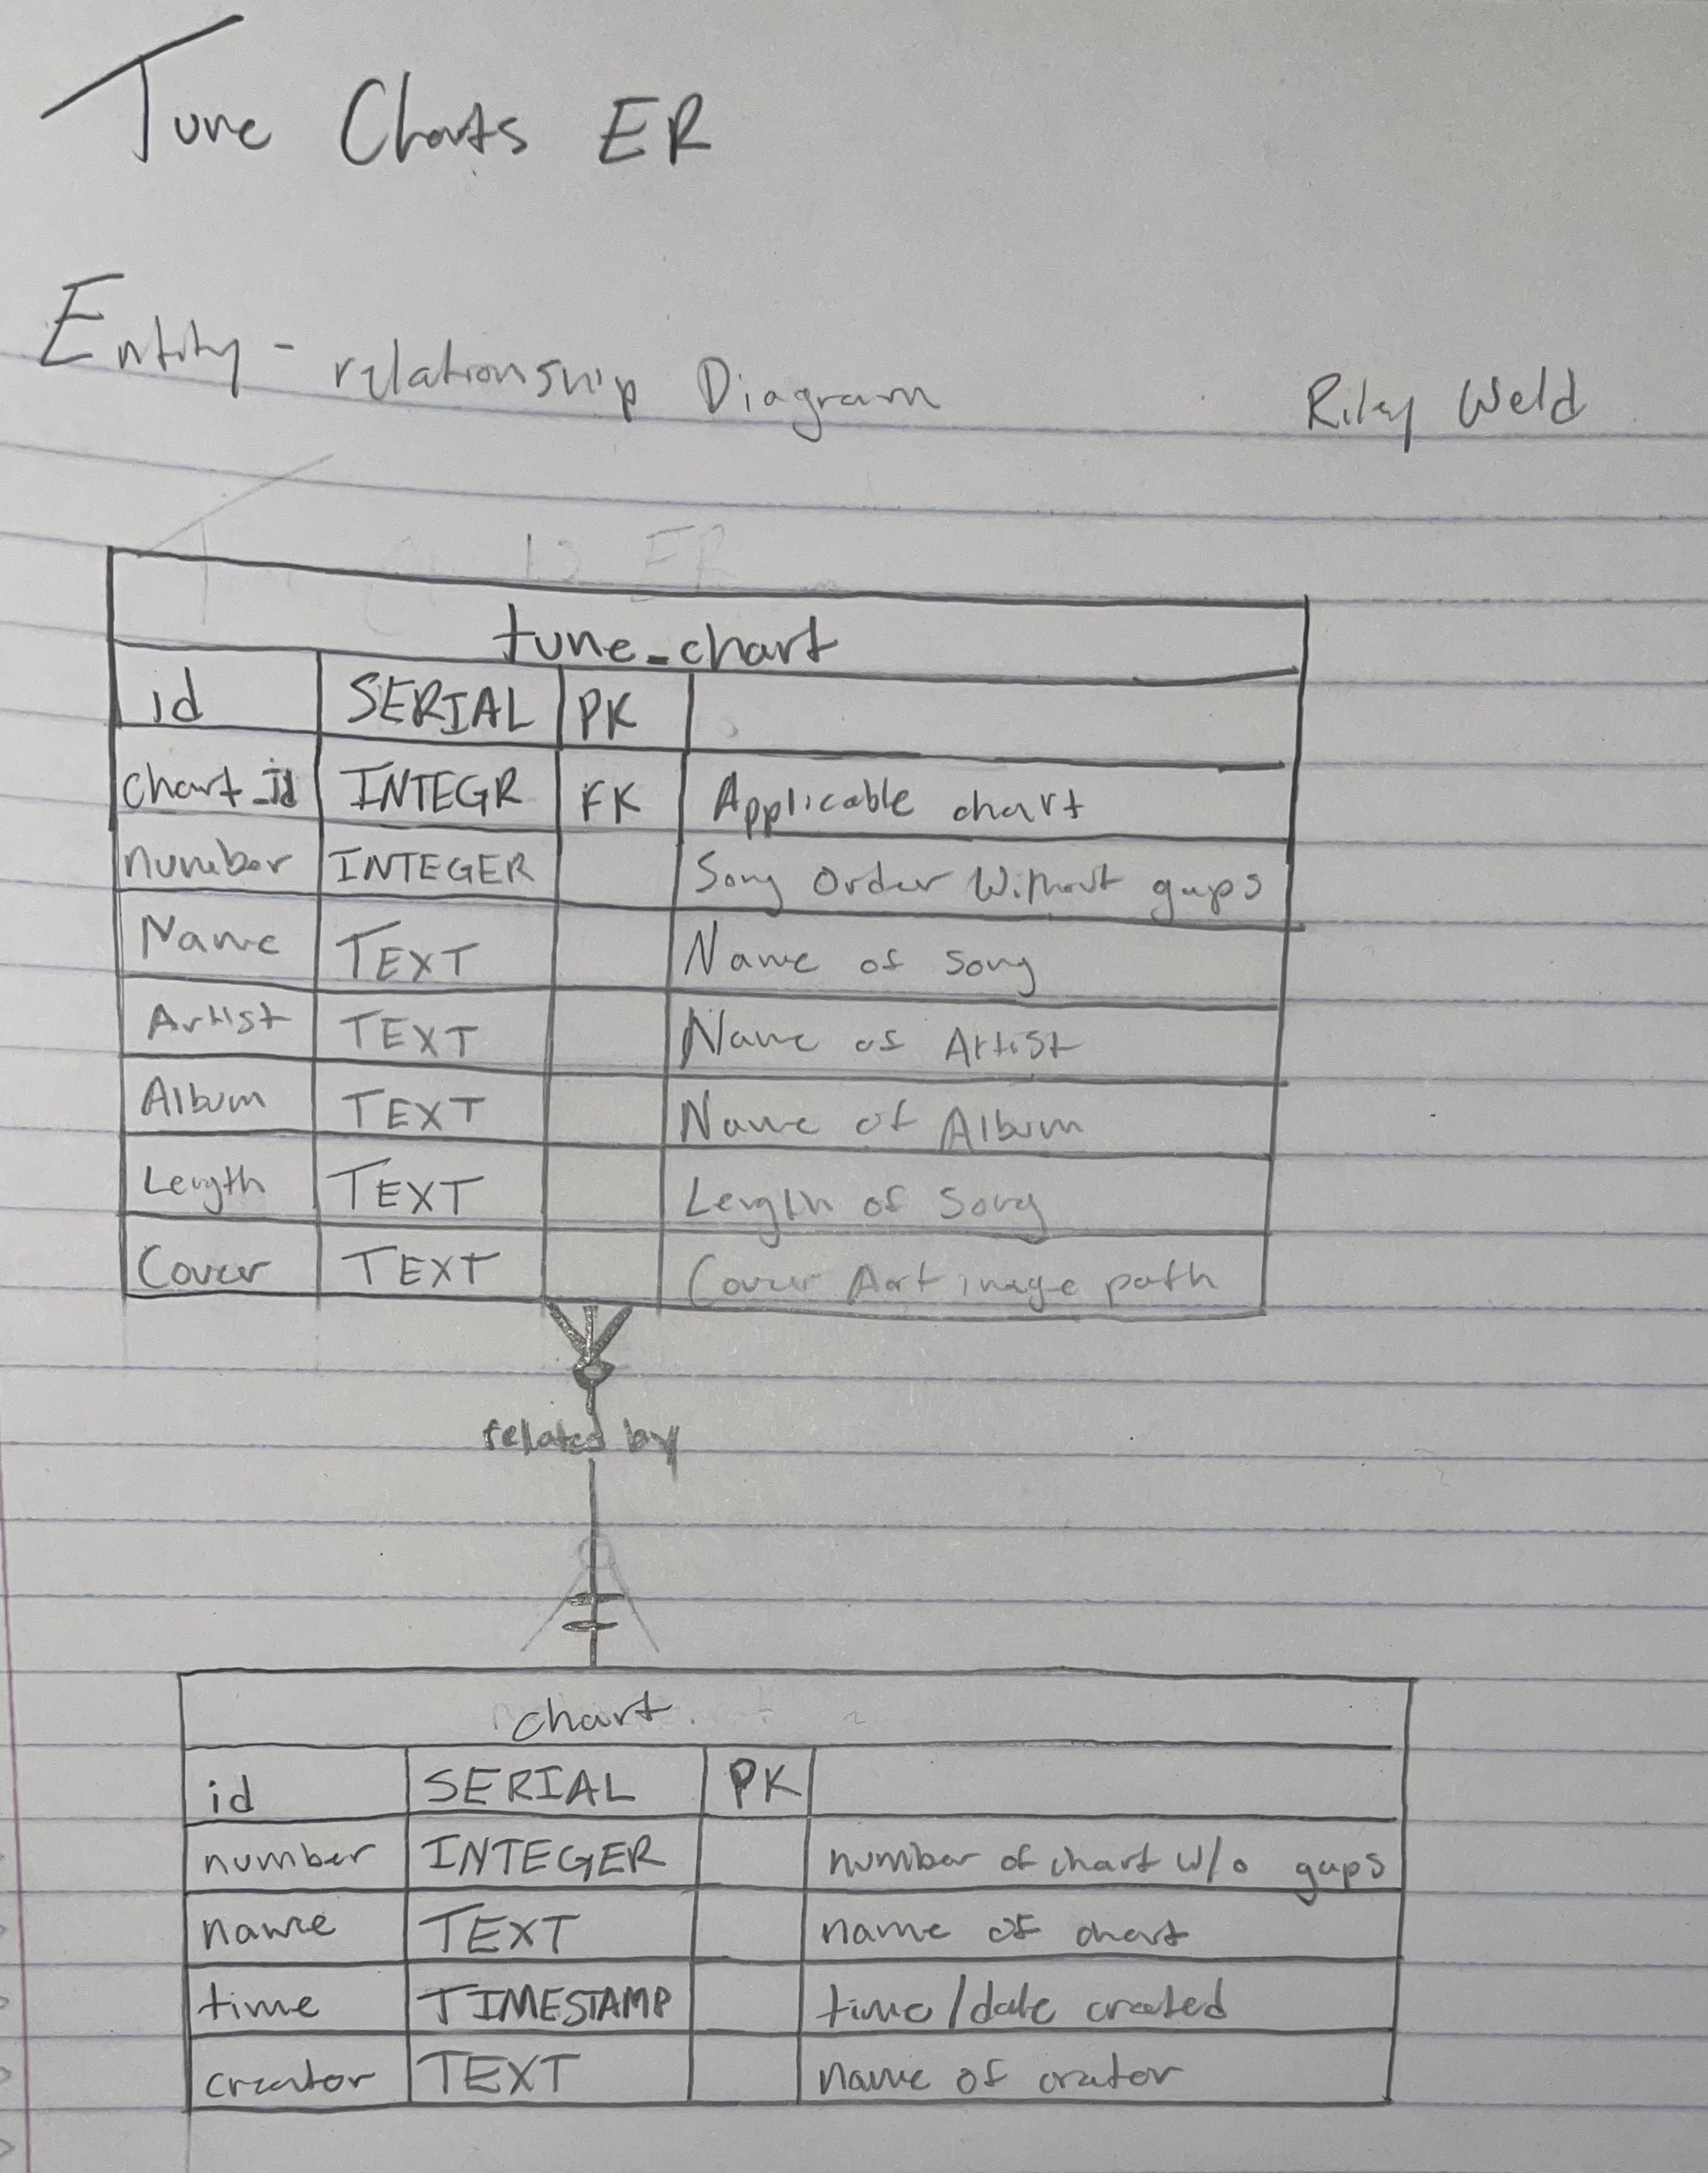 Tune Charts ER
Entity-relationship Diagram Riley Weld
tune_chart
id SERIAL PK
chart_id INTEGR FK Applicable chart
number INTEGER Song Order Without gaps
Name TEXT Name of song
Artist TEXT Name of Artist
Album TEXT Name of Album
Length TEXT Length of Song
Cover TEXT Cover Art image path
related by
chart
id SERIAL PK
number INTEGER number of chart w/o gaps
name TEXT name of chart
time TIMESTAMP time/date created
creator TEXT name of crator